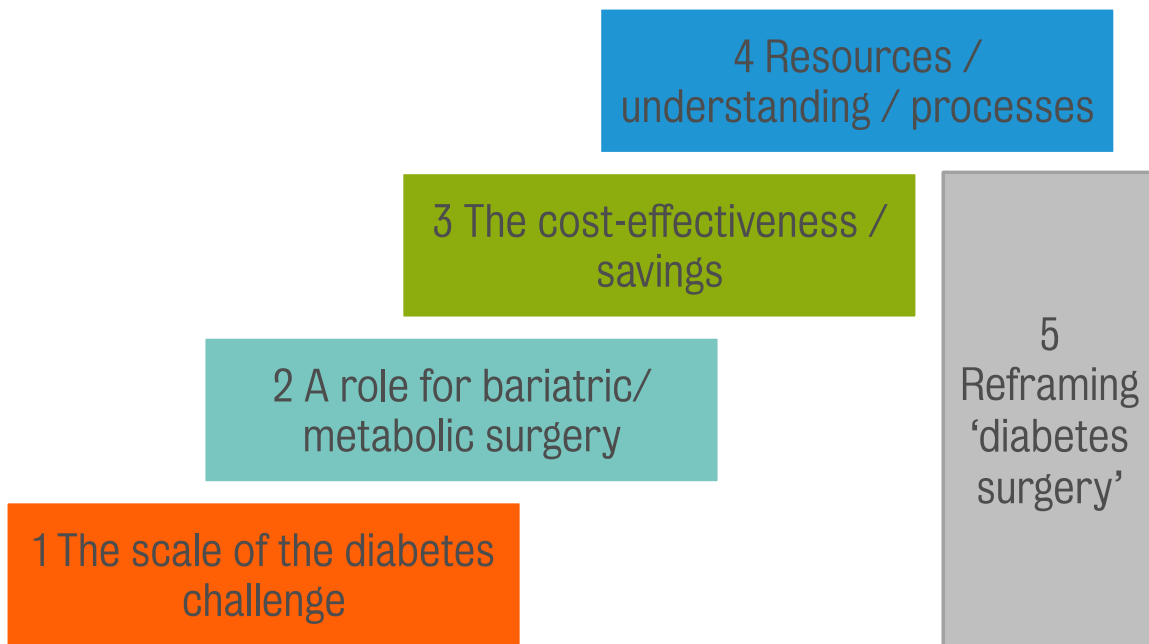 4 Resources /
understanding / processes
3 The cost-effectiveness /
savings
2 A role for bariatric/
metabolic surgery
1 The scale of the diabetes
challenge
5
Reframing
‘diabetes
surgery’